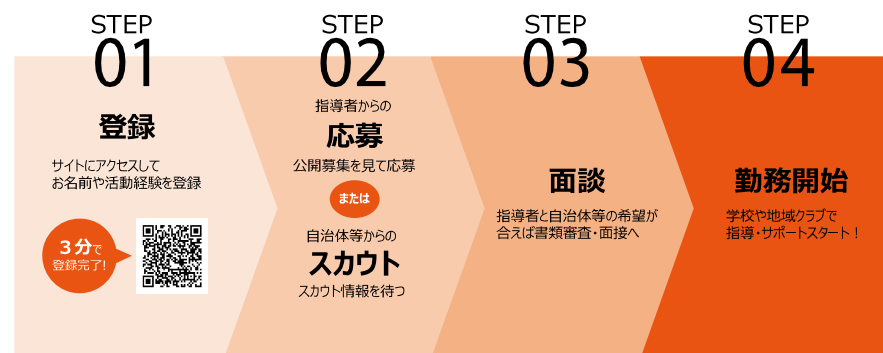 STEP
01
登録
サイトにアクセスして
お名前や活動経験を登録
3分で
登録完了!
STEP
02
指導者からの
応募
公開募集を見て応募
または
自治体等からの
スカウト
スカウト情報を待つ
STEP
03
面談
指導者と自治体等の希望が
合えば書類審査・面接へ
STEP
04
勤務開始
学校や地域クラブで
指導・サポートスタート！